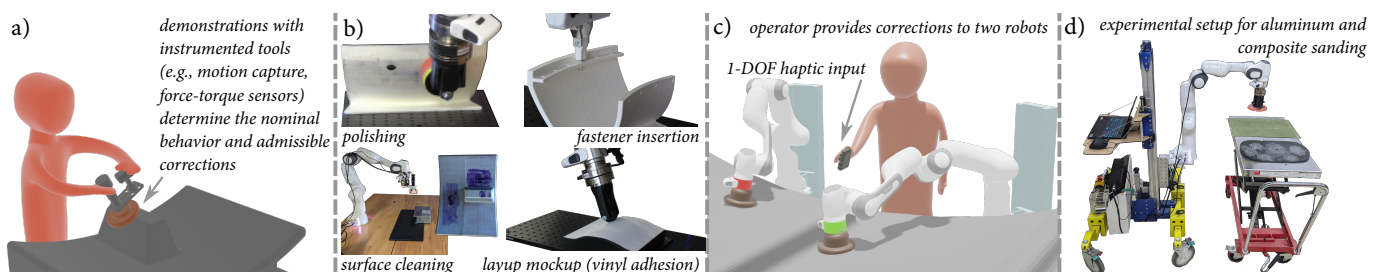 a)
demonstrations with
instrumented tools
(e.g., motion capture,
force-torque sensors)
determine the nominal
behavior and admissible
corrections
b)
polishing
fastener insertion
surface cleaning
layup mockup (vinyl adhesion)
c)
operator provides corrections to two robots
1-DOF haptic input
d)
experimental setup for aluminum and
composite sanding